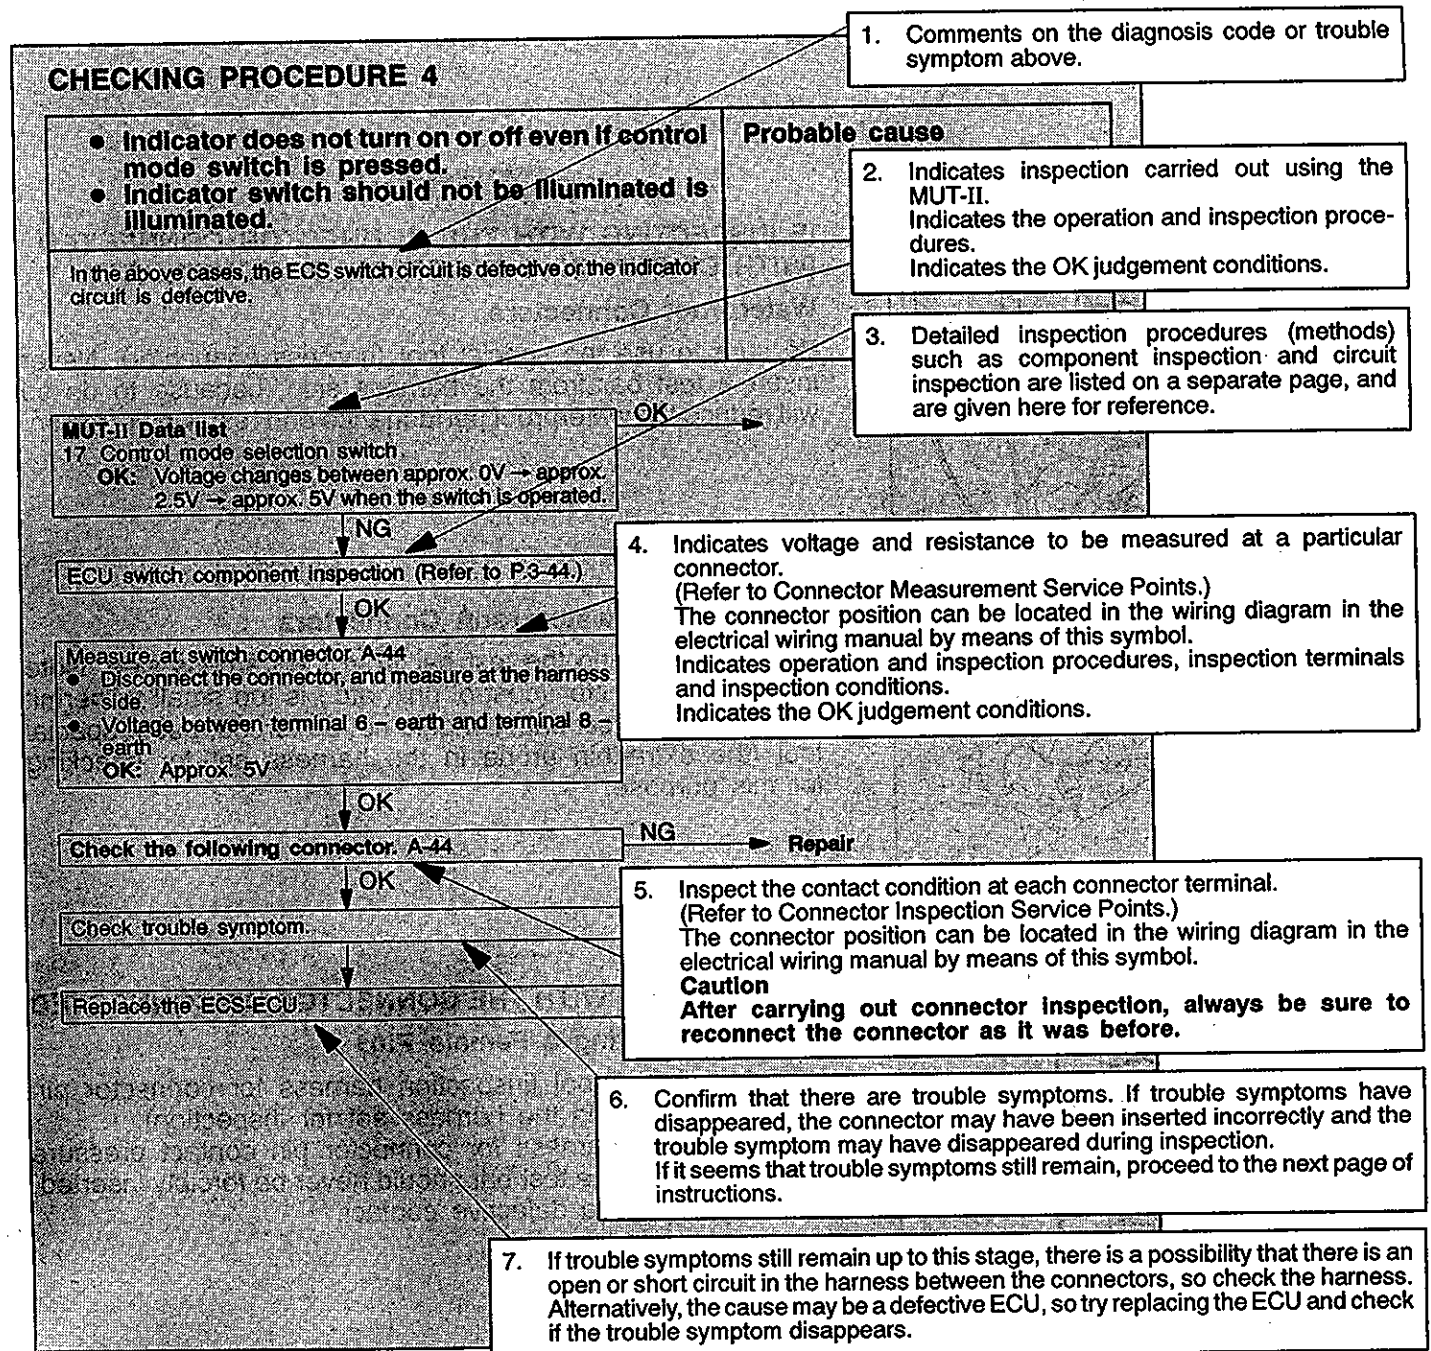 CHECKING PROCEDURE 4
● Indicator does not turn on or off even if control
mode switch is pressed.
● Indicator switch should not be illuminated is
illuminated.
Probable cause
In the above cases, the ECS switch circuit is defective or the indicator
circuit is defective.
MUT-II Data list
17 Control mode selection switch
OK: Voltage changes between approx. 0V → approx.
2.5V → approx. 5V when the switch is operated.
OK
NG
ECU switch component inspection (Refer to P.3-44.)
OK
Measure at switch connector. A-44
● Disconnect the connector, and measure at the harness
side.
● Voltage between terminal 6 – earth and terminal 8 –
earth
OK: Approx. 5V
OK
Check the following connector. A-44
NG
Repair
OK
Check trouble symptom.
Replace the ECS-ECU.
1. Comments on the diagnosis code or trouble
symptom above.
2. Indicates inspection carried out using the
MUT-II.
Indicates the operation and inspection proce-
dures.
Indicates the OK judgement conditions.
3. Detailed inspection procedures (methods)
such as component inspection and circuit
inspection are listed on a separate page, and
are given here for reference.
4. Indicates voltage and resistance to be measured at a particular
connector.
(Refer to Connector Measurement Service Points.)
The connector position can be located in the wiring diagram in the
electrical wiring manual by means of this symbol.
Indicates operation and inspection procedures, inspection terminals
and inspection conditions.
Indicates the OK judgement conditions.
5. Inspect the contact condition at each connector terminal.
(Refer to Connector Inspection Service Points.)
The connector position can be located in the wiring diagram in the
electrical wiring manual by means of this symbol.
Caution
After carrying out connector inspection, always be sure to
reconnect the connector as it was before.
6. Confirm that there are trouble symptoms. If trouble symptoms have
disappeared, the connector may have been inserted incorrectly and the
trouble symptom may have disappeared during inspection.
If it seems that trouble symptoms still remain, proceed to the next page of
instructions.
7. If trouble symptoms still remain up to this stage, there is a possibility that there is an
open or short circuit in the harness between the connectors, so check the harness.
Alternatively, the cause may be a defective ECU, so try replacing the ECU and check
if the trouble symptom disappears.